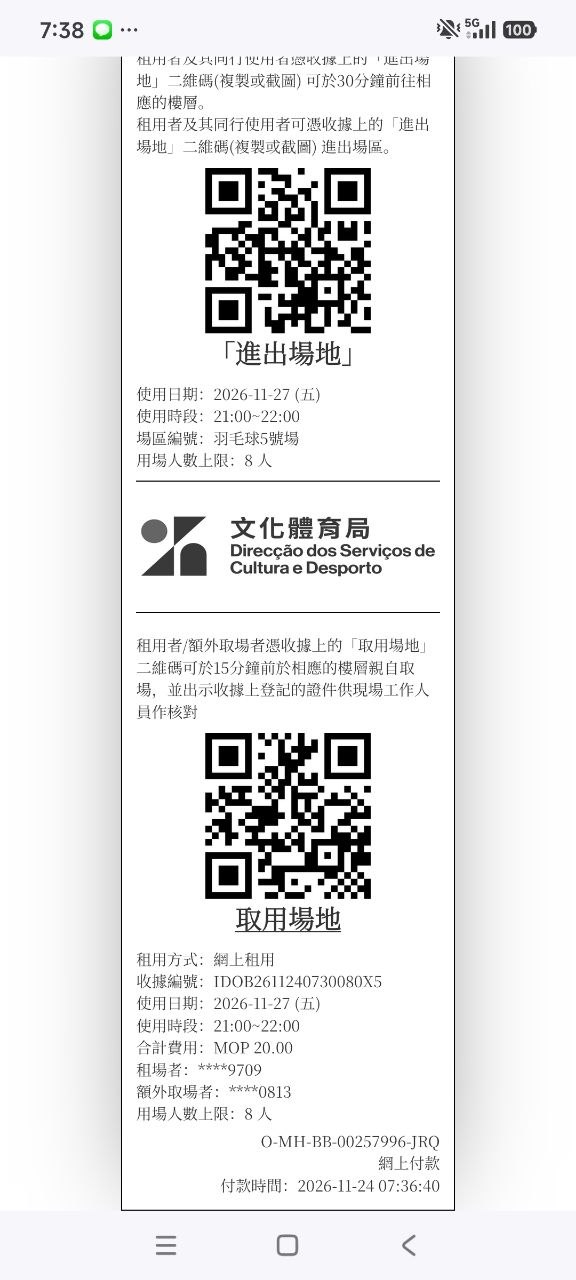 7:38
5G
100
租用者及其同行使用者憑收據上的「進出場
地」二維碼(複製或截圖) 可於30分鐘前往相
應的樓層。
租用者及其同行使用者可憑收據上的「進出
場地」二維碼(複製或截圖) 進出場區。
「進出場地」
使用日期：2026-11-27 (五)
使用時段：21:00~22:00
場區編號：羽毛球5號場
用場人數上限：8 人
文化體育局
Direcção dos Serviços de
Cultura e Desporto
租用者/額外取場者憑收據上的「取用場地」
二維碼可於15分鐘前於相應的樓層親自取
場，並出示收據上登記的證件供現場工作人
員作核對
取用場地
租用方式：網上租用
收據編號：IDOB2611240730080X5
使用日期：2026-11-27 (五)
使用時段：21:00~22:00
合計費用：MOP 20.00
租場者：****9709
額外取場者：****0813
用場人數上限：8 人
O-MH-BB-00257996-JRQ
網上付款
付款時間：2026-11-24 07:36:40